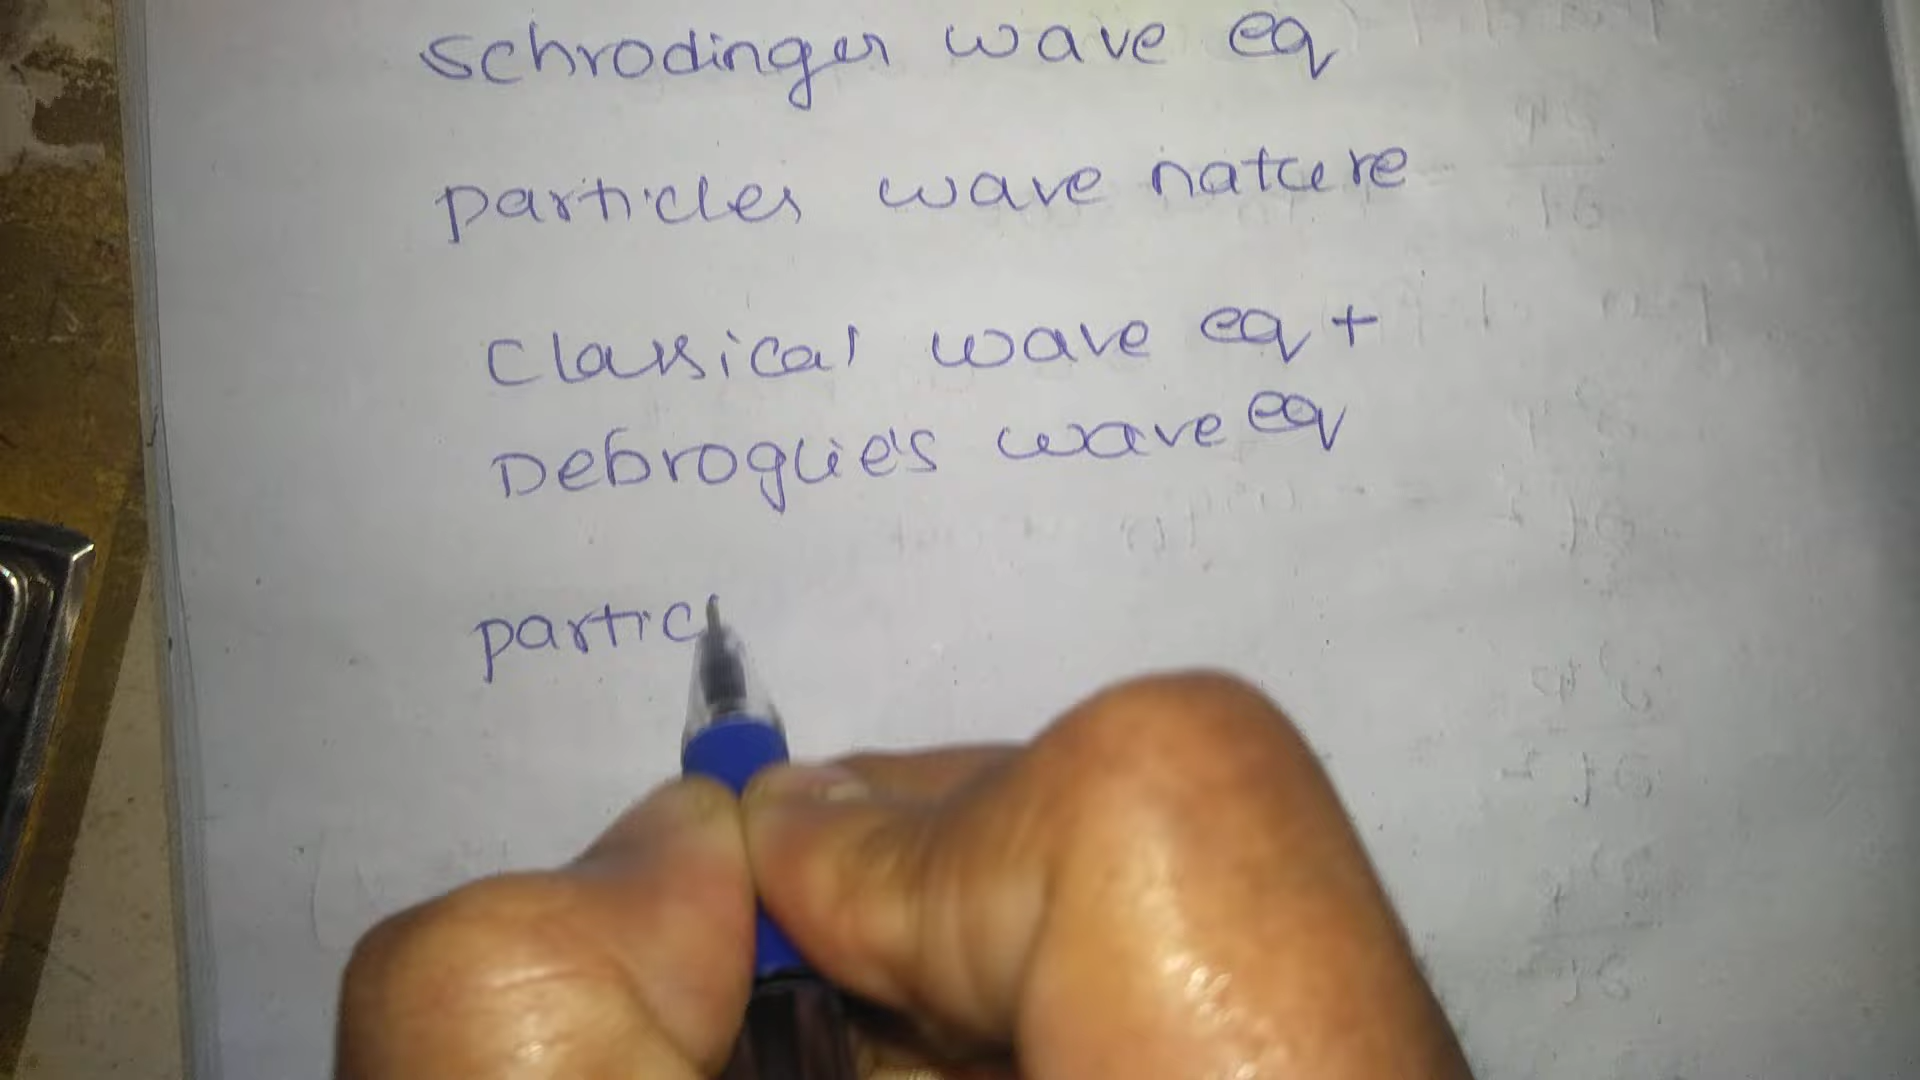 schrodinger wave eq
particles wave nature
Classical wave eq +
Debroglie's wave eq
partic